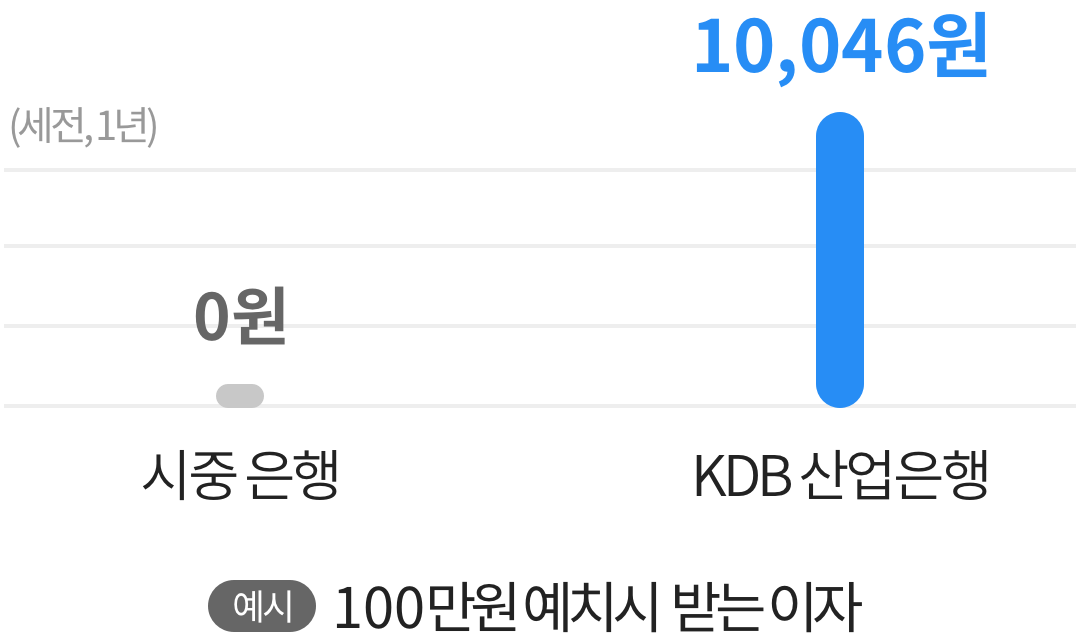 10,046원
(세전, 1년)
0원
시중 은행
KDB 산업은행
예시 100만원 예치시 받는 이자